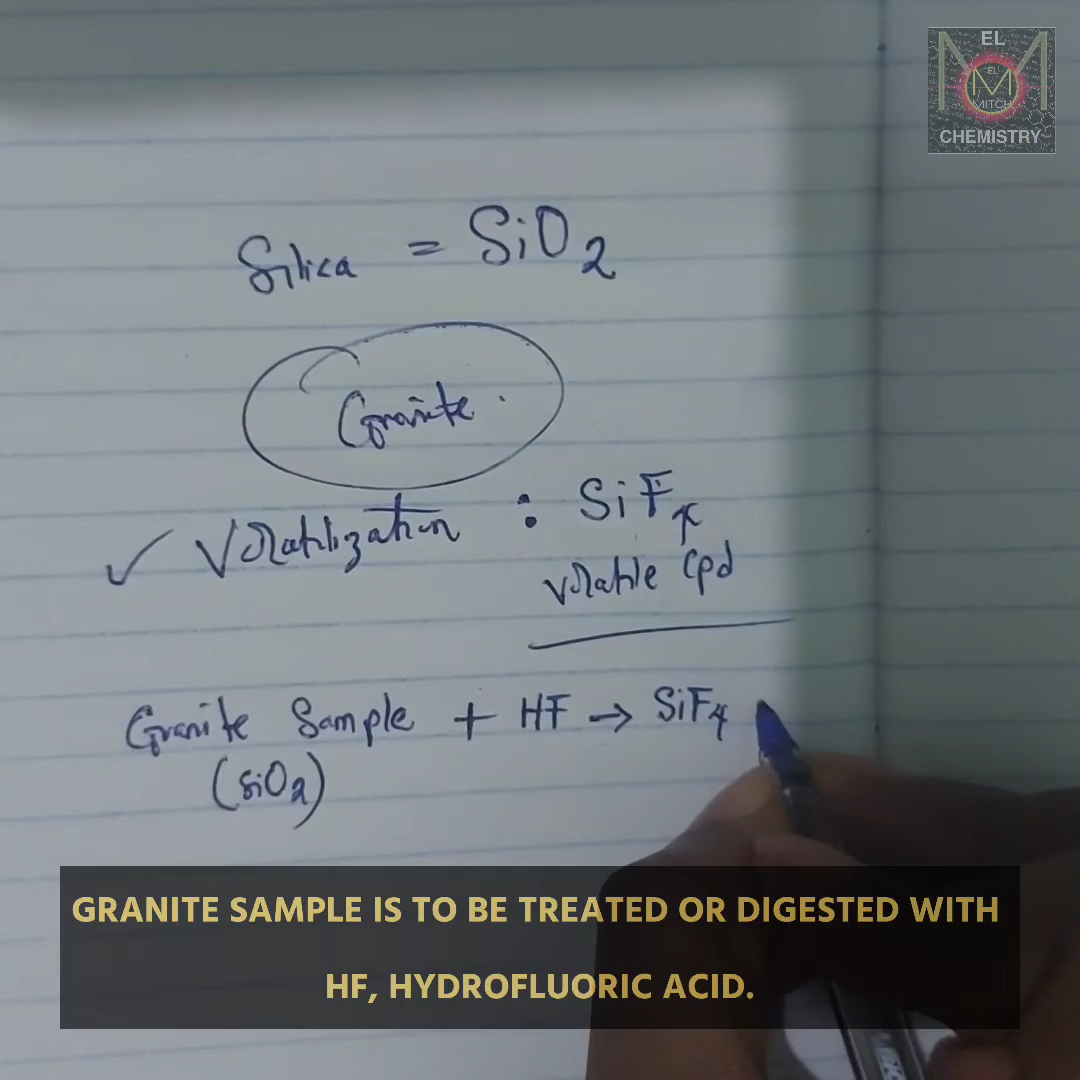 EL
M M
EL
MITCH
CHEMISTRY
Silica = SiO2
Granite.
✓ Volatilization : SiF4
volatile Cpd
Granite Sample + HF → SiF4
(SiO2)
GRANITE SAMPLE IS TO BE TREATED OR DIGESTED WITH
HF, HYDROFLUORIC ACID.